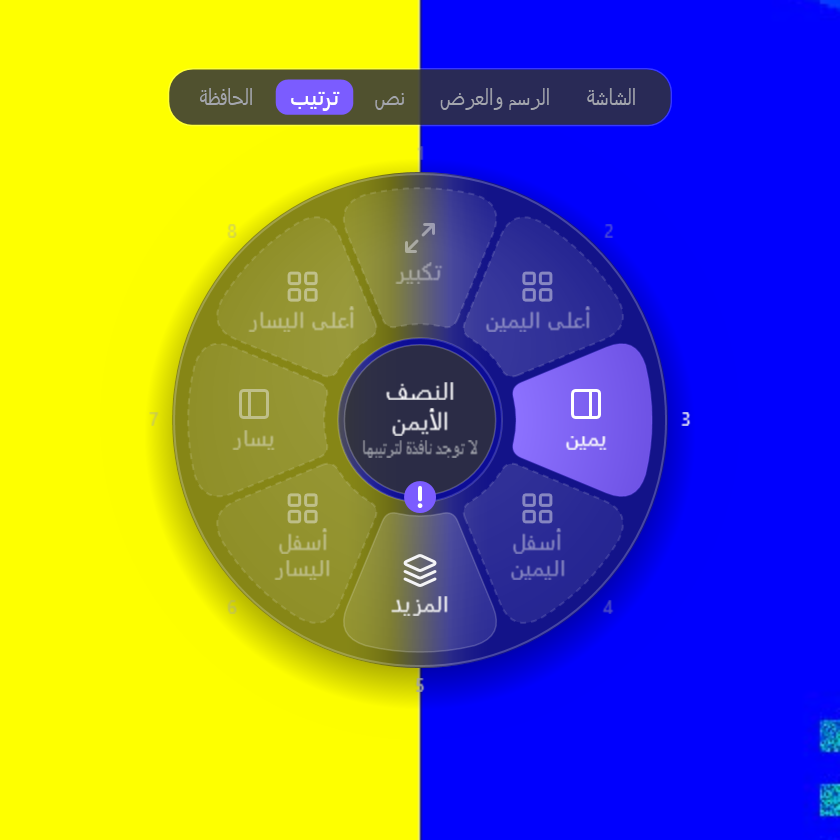 الشاشة
الرسم والعرض
نص
ترتيب
الحافظة
1
تكبير
2
أعلى اليمين
3
يمين
4
أسفل
اليمين
5
المزيد
6
أسفل
اليسار
7
يسار
8
أعلى اليسار
النصف
الأيمن
لا توجد نافذة لترتيبها
!